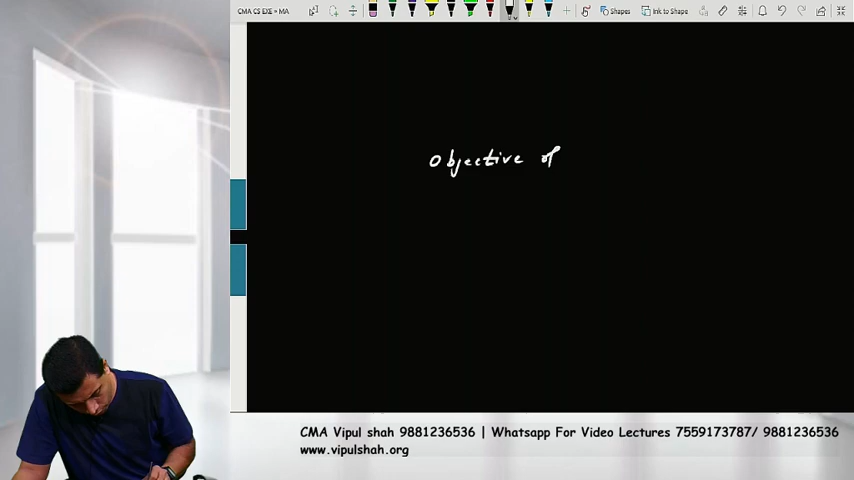 CMA CS EXE = MA
Shapes
Ink to Shape
Objective of
CMA Vipul shah 9881236536 | Whatsapp For Video Lectures 7559173787/ 9881236536
www.vipulshah.org